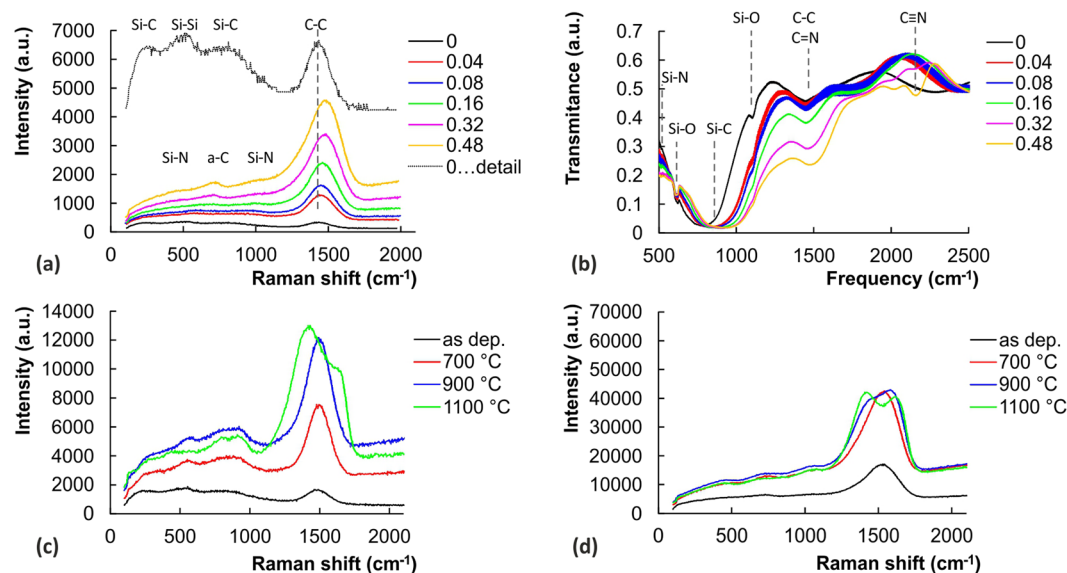 Si-C Si-Si Si-C C-C
7000
6000
5000
4000
3000
2000
1000
0
Intensity (a.u.)
Si-N a-C Si-N
0
0.04
0.08
0.16
0.32
0.48
0…detail
0 500 1000 1500 2000
(a) Raman shift (cm-1)
Si-O C-C C≡N
C=N
Si-N
Si-O Si-C
0.7
0.6
0.5
0.4
0.3
0.2
0.1
0
Transmitance (a.u.)
0
0.04
0.08
0.16
0.32
0.48
500 1000 1500 2000 2500
(b) Frequency (cm-1)
14000
12000
10000
8000
6000
4000
2000
0
Intensity (a.u.)
as dep.
700 °C
900 °C
1100 °C
0 500 1000 1500 2000
(c) Raman shift (cm-1)
70000
60000
50000
40000
30000
20000
10000
0
Intensity (a.u.)
as dep.
700 °C
900 °C
1100 °C
0 500 1000 1500 2000
(d) Raman shift (cm-1)